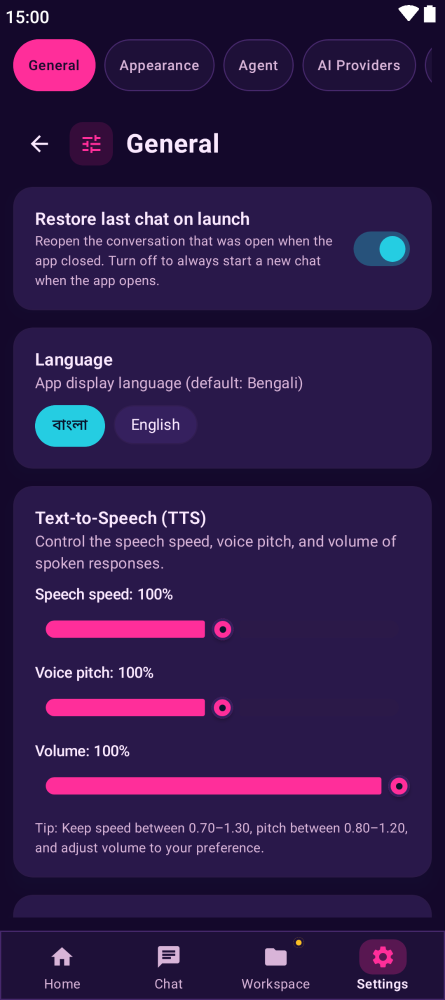 15:00
General
Appearance
Agent
AI Providers
General
Restore last chat on launch
Reopen the conversation that was open when the
app closed. Turn off to always start a new chat
when the app opens.
Language
App display language (default: Bengali)
বাংলা
English
Text-to-Speech (TTS)
Control the speech speed, voice pitch, and volume of
spoken responses.
Speech speed: 100%
Voice pitch: 100%
Volume: 100%
Tip: Keep speed between 0.70–1.30, pitch between 0.80–1.20,
and adjust volume to your preference.
Home
Chat
Workspace
Settings